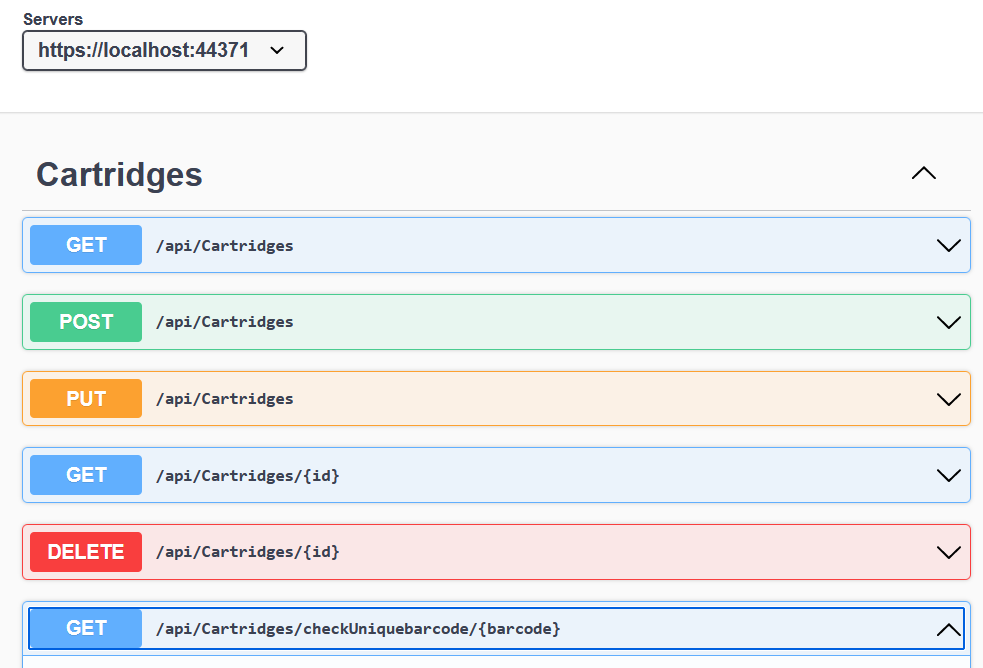 Servers
https://localhost:44371
Cartridges
GET /api/Cartridges
POST /api/Cartridges
PUT /api/Cartridges
GET /api/Cartridges/{id}
DELETE /api/Cartridges/{id}
GET /api/Cartridges/checkUniquebarcode/{barcode}